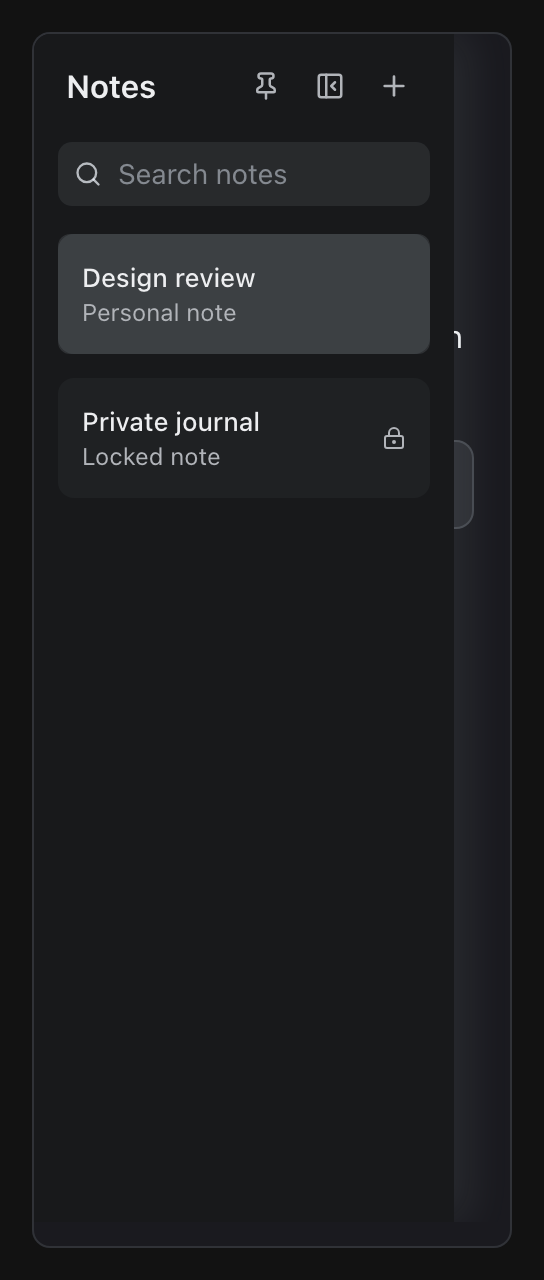 Notes
Search notes
Design review
Personal note
Private journal
Locked note